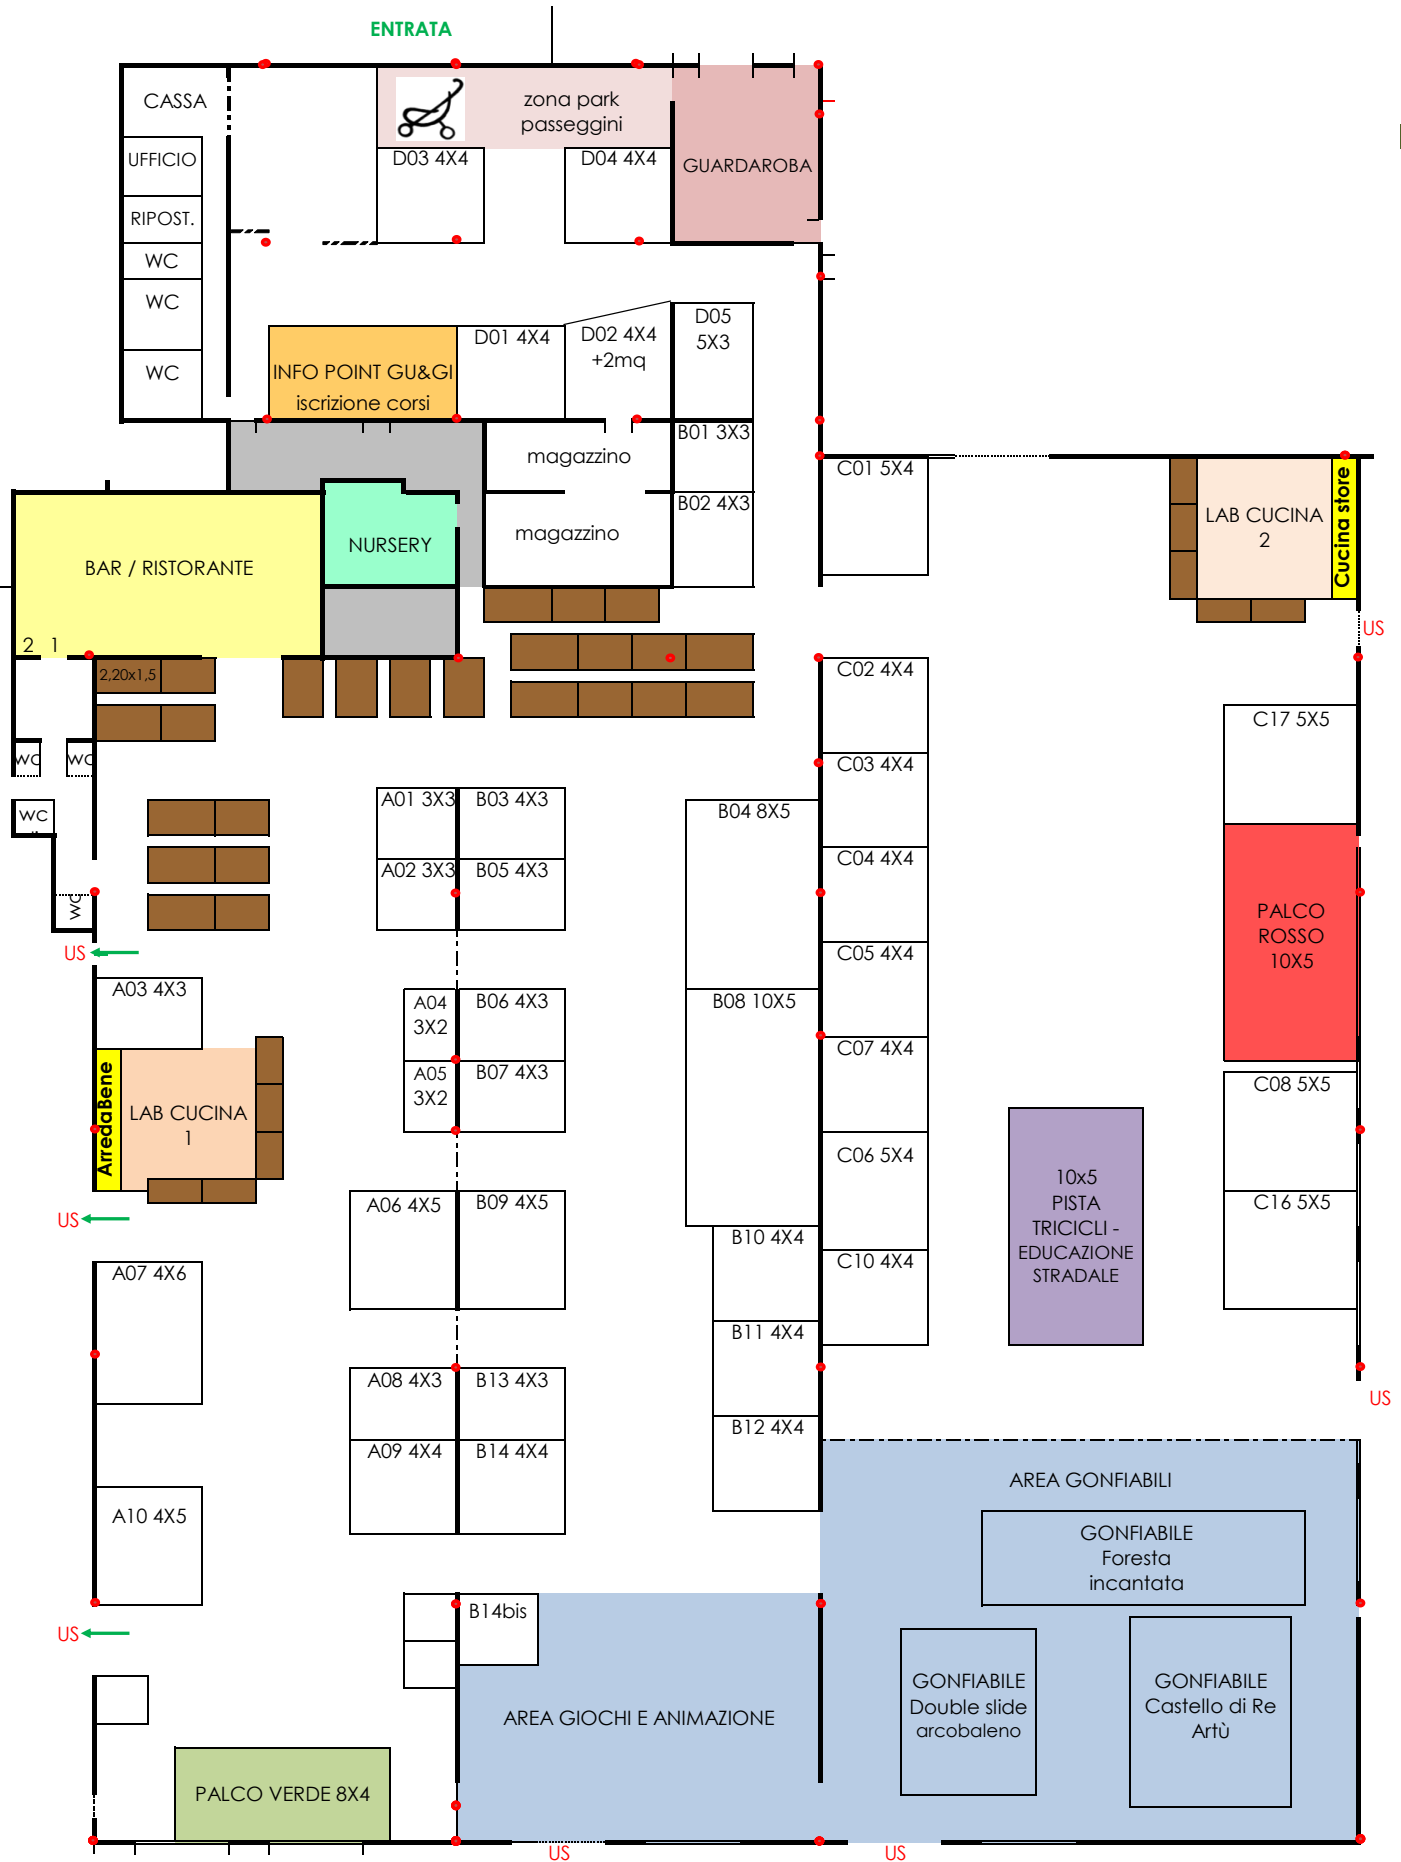 ENTRATA
CASSA
zona park
passeggini
UFFICIO
D03 4X4
D04 4X4
GUARDAROBA
RIPOST.
WC
WC
WC
D05
5X3
D01 4X4
D02 4X4
+2mq
INFO POINT GU&GI
iscrizione corsi
B01 3X3
magazzino
C01 5X4
B02 4X3
LAB CUCINA
2
Cucina store
magazzino
NURSERY
BAR / RISTORANTE
US
2 1
2,20x1,5
C02 4X4
C17 5X5
WC
WC
C03 4X4
WC
A01 3X3
B03 4X3
B04 8X5
A02 3X3
B05 4X3
C04 4X4
WC
PALCO
ROSSO
10X5
US
C05 4X4
A03 4X3
A04
3X2
B06 4X3
B08 10X5
C07 4X4
A05
3X2
B07 4X3
C08 5X5
ArredaBene
LAB CUCINA
1
C06 5X4
10x5
PISTA
TRICICLI -
EDUCAZIONE
STRADALE
A06 4X5
B09 4X5
C16 5X5
US
B10 4X4
C10 4X4
A07 4X6
B11 4X4
A08 4X3
B13 4X3
US
B12 4X4
A09 4X4
B14 4X4
AREA GONFIABILI
A10 4X5
GONFIABILE
Foresta
incantata
B14bis
US
GONFIABILE
Double slide
arcobaleno
GONFIABILE
Castello di Re
Artù
AREA GIOCHI E ANIMAZIONE
PALCO VERDE 8X4
US
US